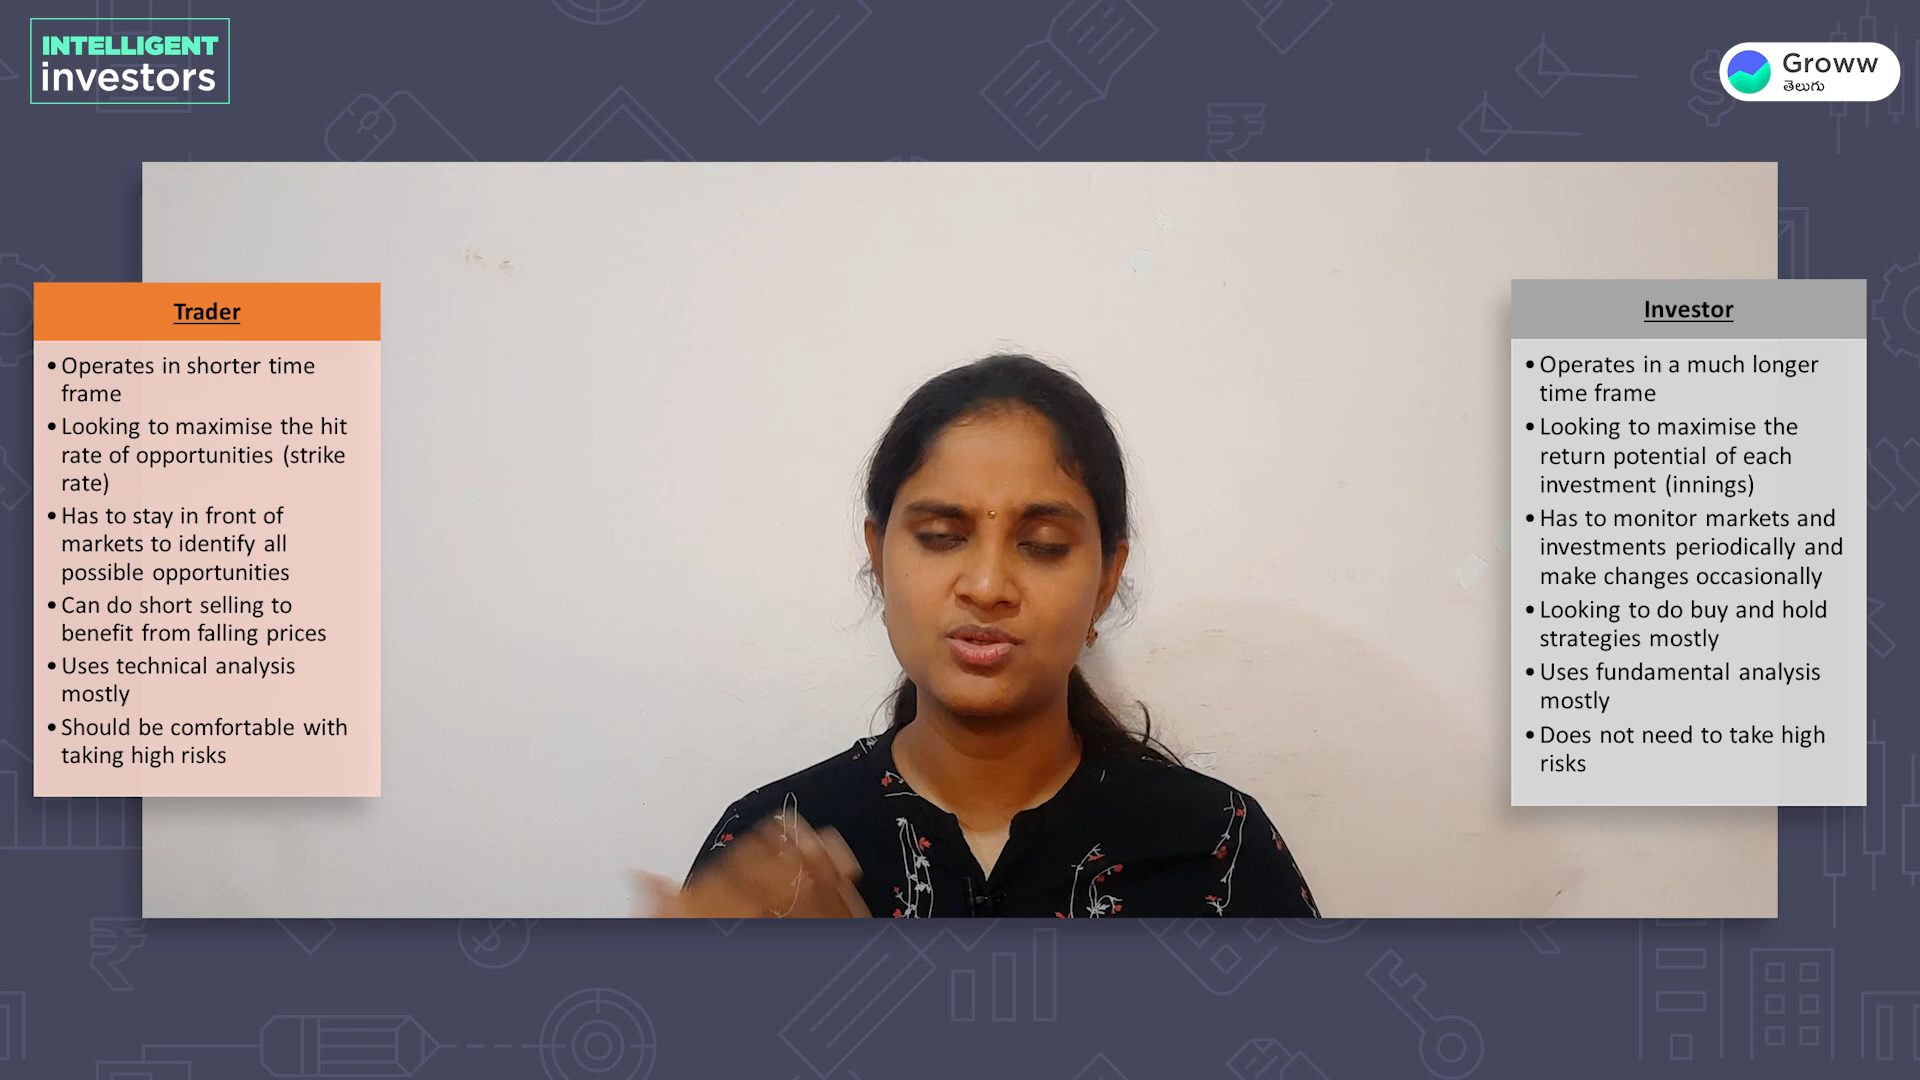 INTELLIGENT
investors
Groww
తెలుగు
Trader
•Operates in shorter time
frame
•Looking to maximise the hit
rate of opportunities (strike
rate)
•Has to stay in front of
markets to identify all
possible opportunities
•Can do short selling to
benefit from falling prices
•Uses technical analysis
mostly
•Should be comfortable with
taking high risks
Investor
•Operates in a much longer
time frame
•Looking to maximise the
return potential of each
investment (innings)
•Has to monitor markets and
investments periodically and
make changes occasionally
•Looking to do buy and hold
strategies mostly
•Uses fundamental analysis
mostly
•Does not need to take high
risks